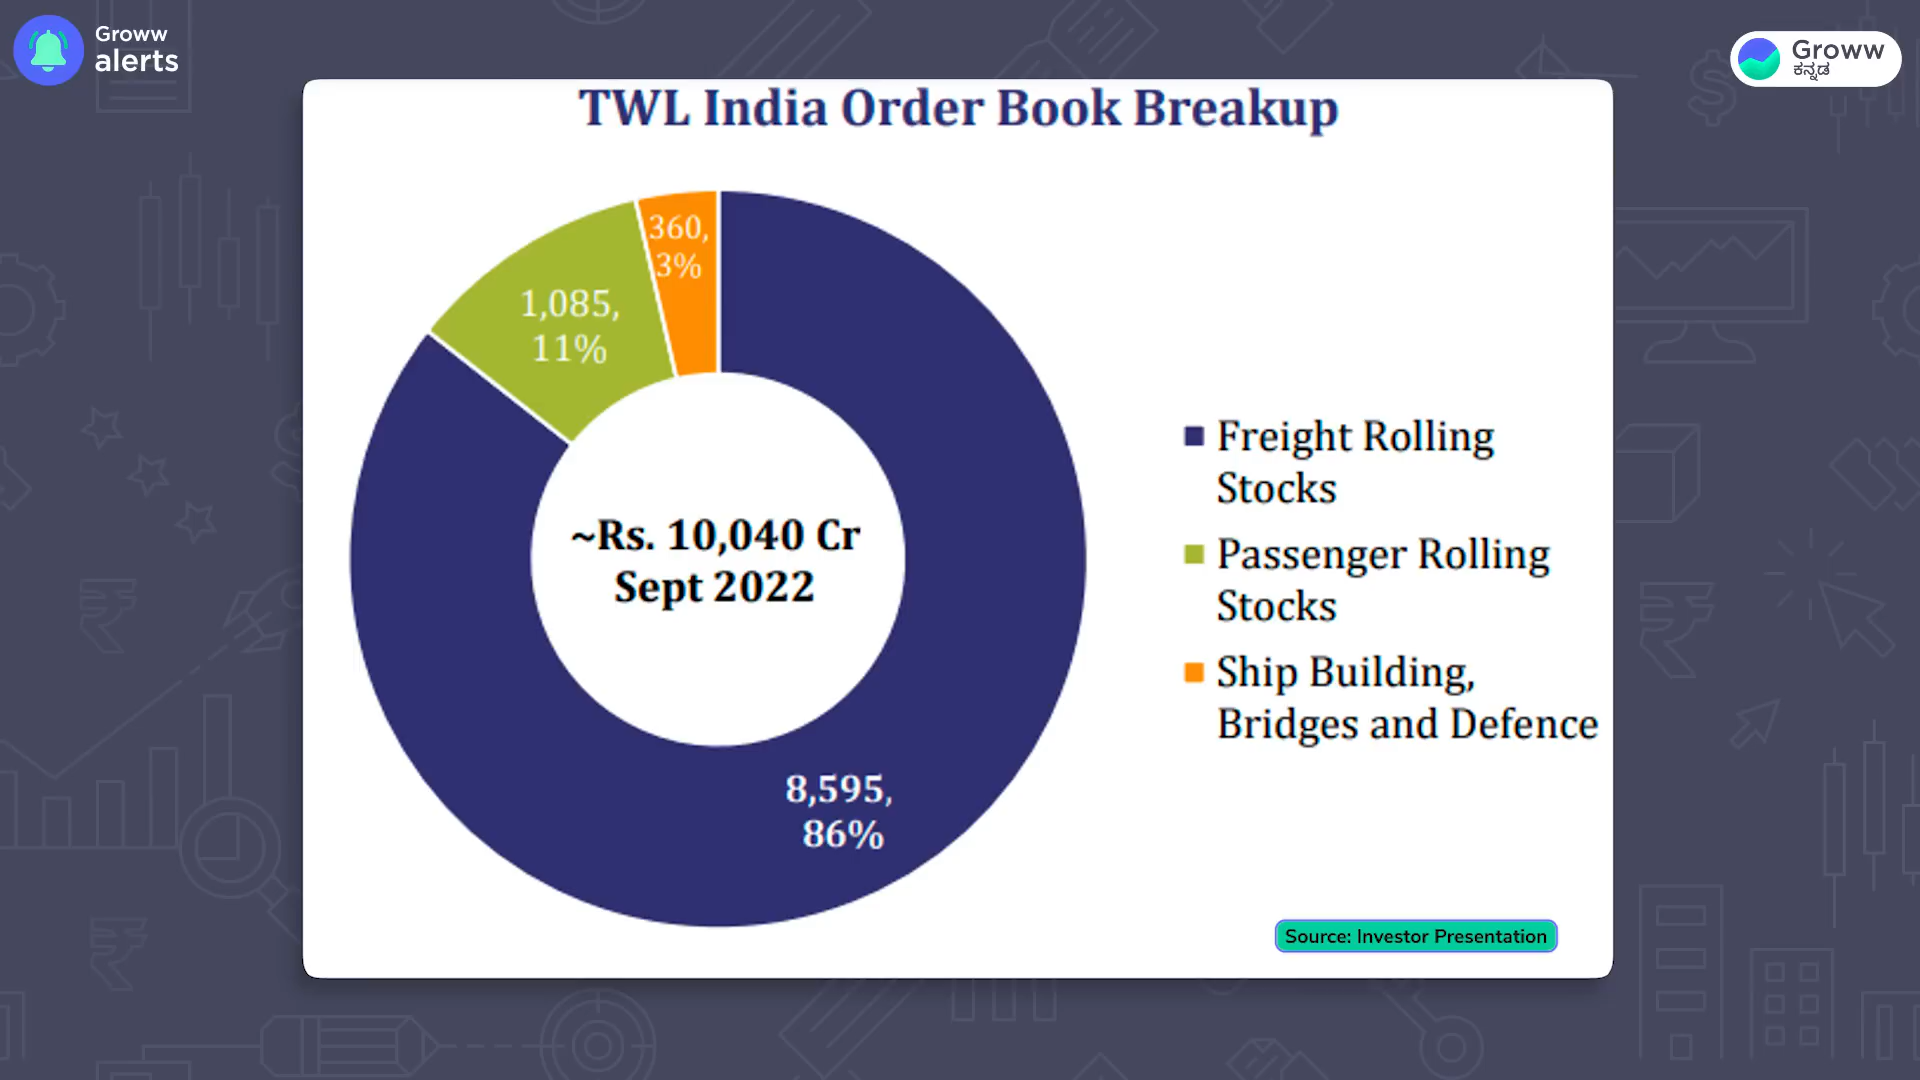 Groww
alerts
Groww
ಕನ್ನಡ
TWL India Order Book Breakup
360,
3%
1,085,
11%
~Rs. 10,040 Cr
Sept 2022
8,595,
86%
Freight Rolling
Stocks
Passenger Rolling
Stocks
Ship Building,
Bridges and Defence
Source: Investor Presentation